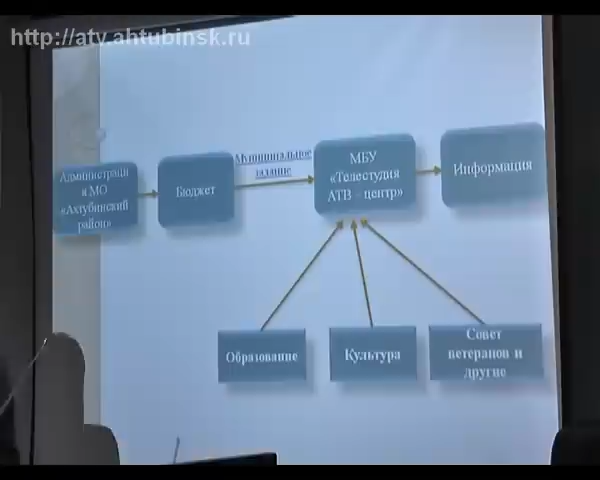 http://atv.ahtubinsk.ru
Администраци
я МО
«Ахтубинский
район»
Бюджет
Муниципальное
задание
МБУ
«Телестудия
АТВ – центр»
Информация
Образование
Культура
Совет
ветеранов и
другие